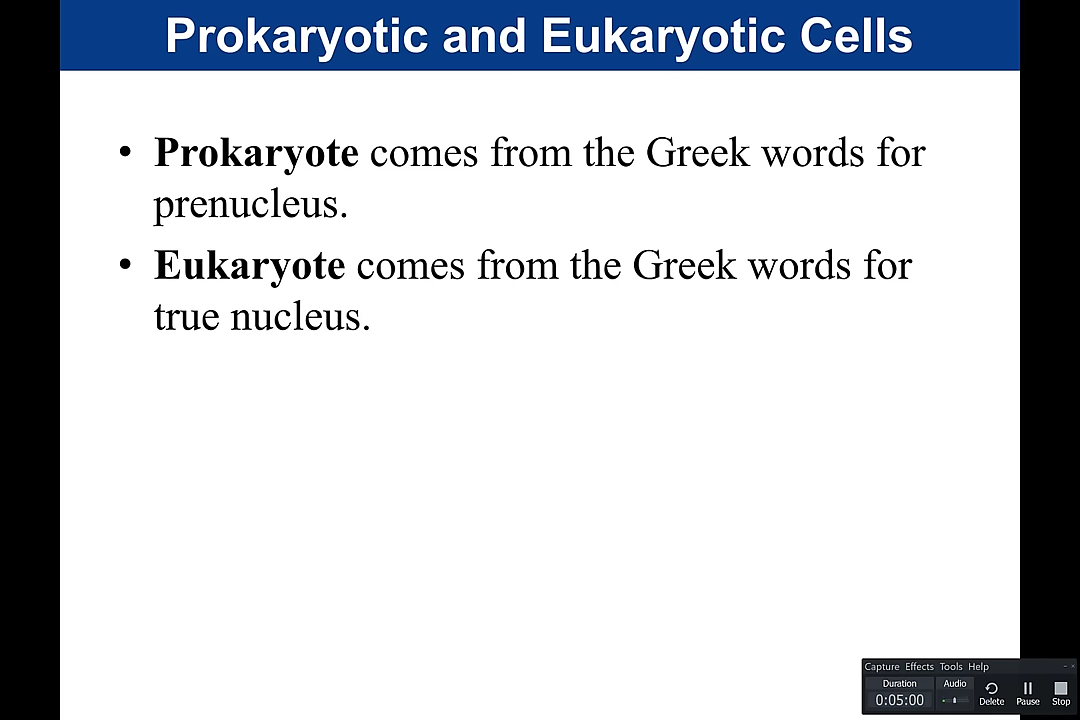 Prokaryotic and Eukaryotic Cells
• Prokaryote comes from the Greek words for
prenucleus.
• Eukaryote comes from the Greek words for
true nucleus.
Capture Effects Tools Help
Duration Audio
0:05:00 Delete Pause Stop